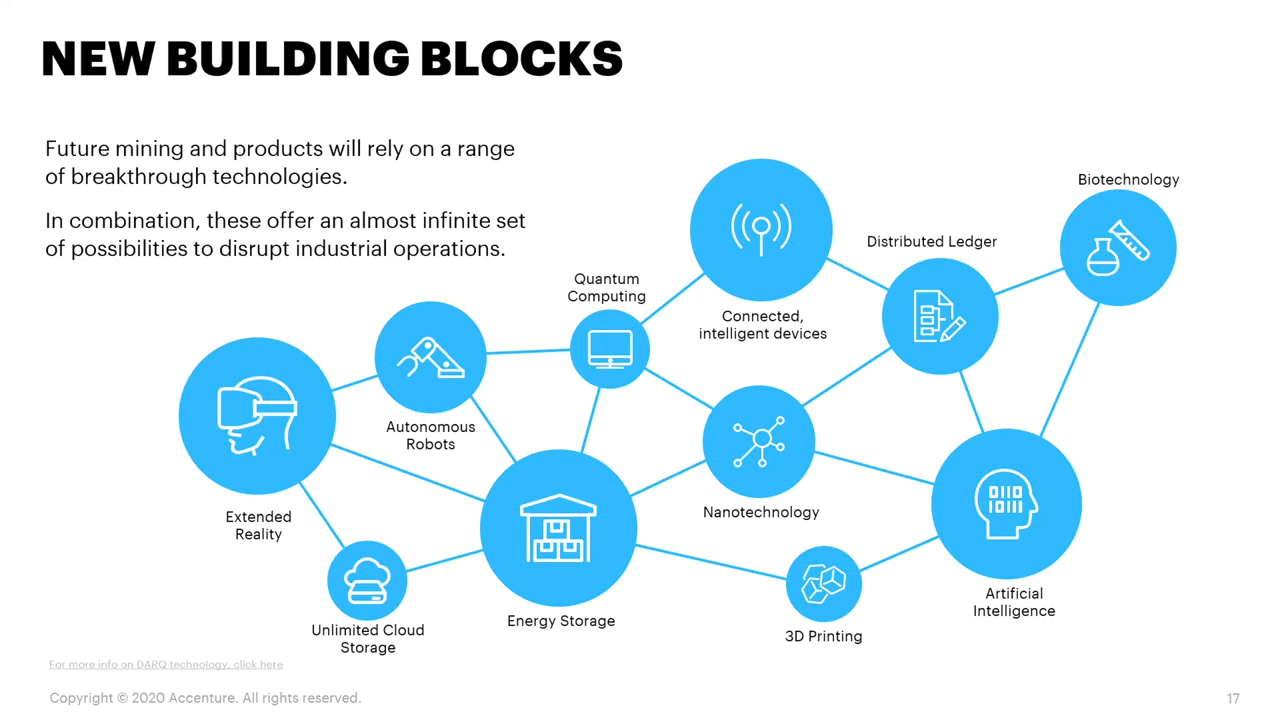 NEW BUILDING BLOCKS
Future mining and products will rely on a range
of breakthrough technologies.
In combination, these offer an almost infinite set
of possibilities to disrupt industrial operations.
Biotechnology
Distributed Ledger
Quantum
Computing
Connected,
intelligent devices
Autonomous
Robots
Extended
Reality
Nanotechnology
0110
01011
Artificial
Intelligence
Energy Storage
Unlimited Cloud
Storage
3D Printing
For more info on DARQ technology, click here
Copyright © 2020 Accenture. All rights reserved.
17